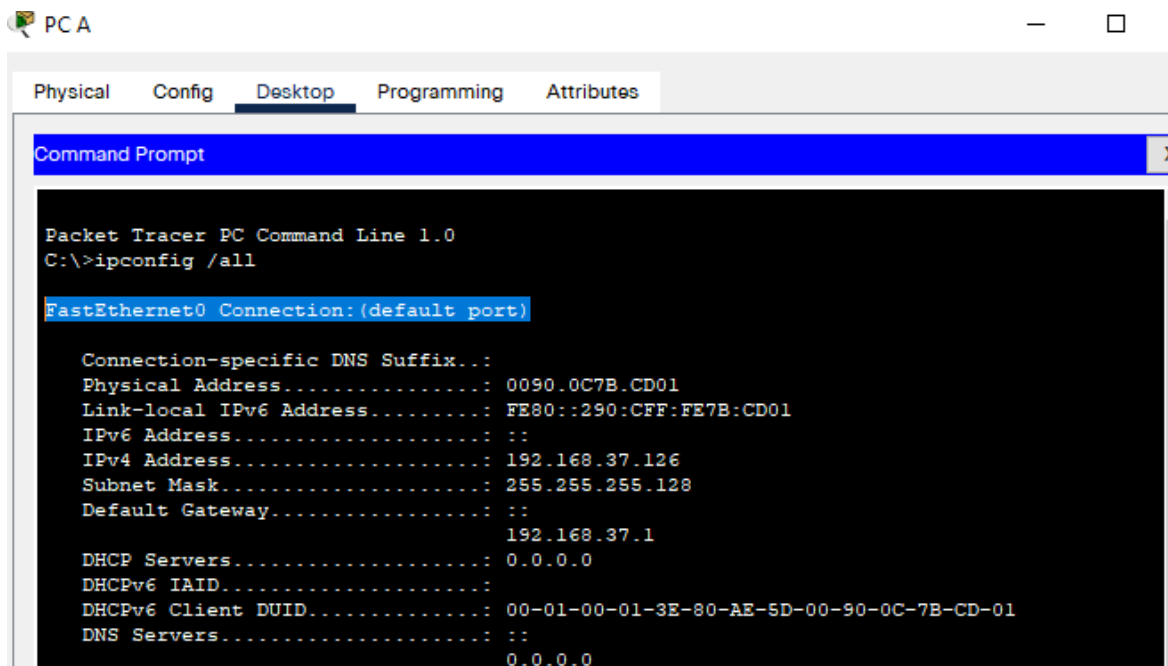 PC A
Physical Config Desktop Programming Attributes
Command Prompt
X
Packet Tracer PC Command Line 1.0
C:\>ipconfig /all
FastEthernet0 Connection:(default port)
Connection-specific DNS Suffix..:
Physical Address................: 0090.0C7B.CD01
Link-local IPv6 Address.........: FE80::290:CFF:FE7B:CD01
IPv6 Address....................: ::
IPv4 Address....................: 192.168.37.126
Subnet Mask.....................: 255.255.255.128
Default Gateway.................: ::
192.168.37.1
DHCP Servers....................: 0.0.0.0
DHCPv6 IAID.....................:
DHCPv6 Client DUID..............: 00-01-00-01-3E-80-AE-5D-00-90-0C-7B-CD-01
DNS Servers.....................: ::
0.0.0.0